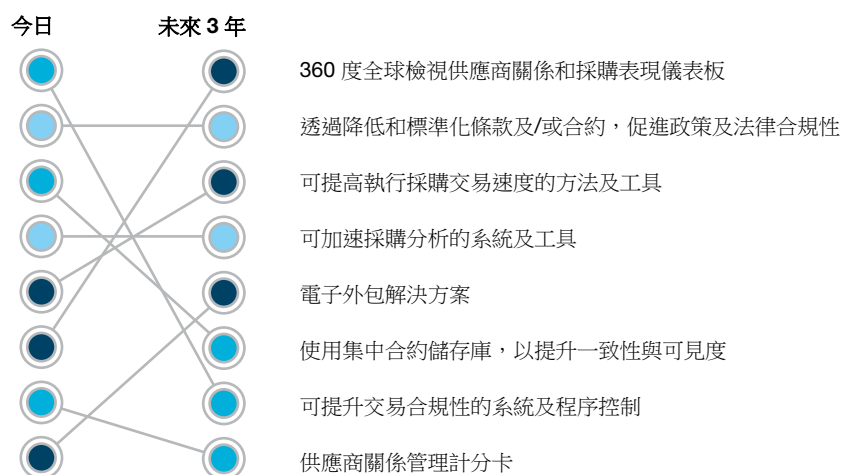 今日 未來 3 年
360 度全球檢視供應商關係和採購表現儀表板
透過降低和標準化條款及/或合約，促進政策及法律合規性
可提高執行採購交易速度的方法及工具
可加速採購分析的系統及工具
電子外包解決方案
使用集中合約儲存庫，以提升一致性與可見度
可提升交易合規性的系統及程序控制
供應商關係管理計分卡